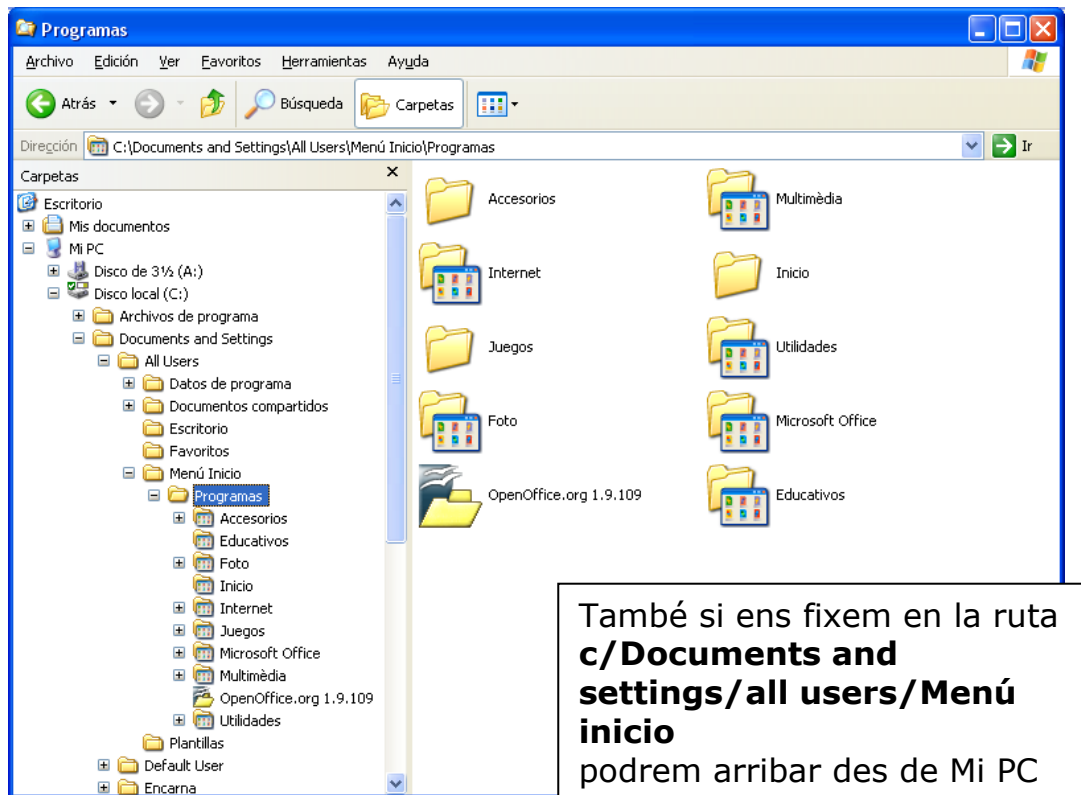 Programas
Archivo Edición Ver Favoritos Herramientas Ayuda
Atrás Búsqueda Carpetas
Dirección C:\Documents and Settings\All Users\Menú Inicio\Programas Ir
Carpetas
Escritorio
Mis documentos
Mi PC
Disco de 3½ (A:)
Disco local (C:)
Archivos de programa
Documents and Settings
All Users
Datos de programa
Documentos compartidos
Escritorio
Favoritos
Menú Inicio
Programas
Accesorios
Educativos
Foto
Inicio
Internet
Juegos
Microsoft Office
Multimèdia
OpenOffice.org 1.9.109
Utilidades
Plantillas
Default User
Encarna
Accesorios Multimèdia
Internet Inicio
Juegos Utilidades
Foto Microsoft Office
OpenOffice.org 1.9.109 Educativos
També si ens fixem en la ruta
c/Documents and
settings/all users/Menú
inicio
podrem arribar des de Mi PC